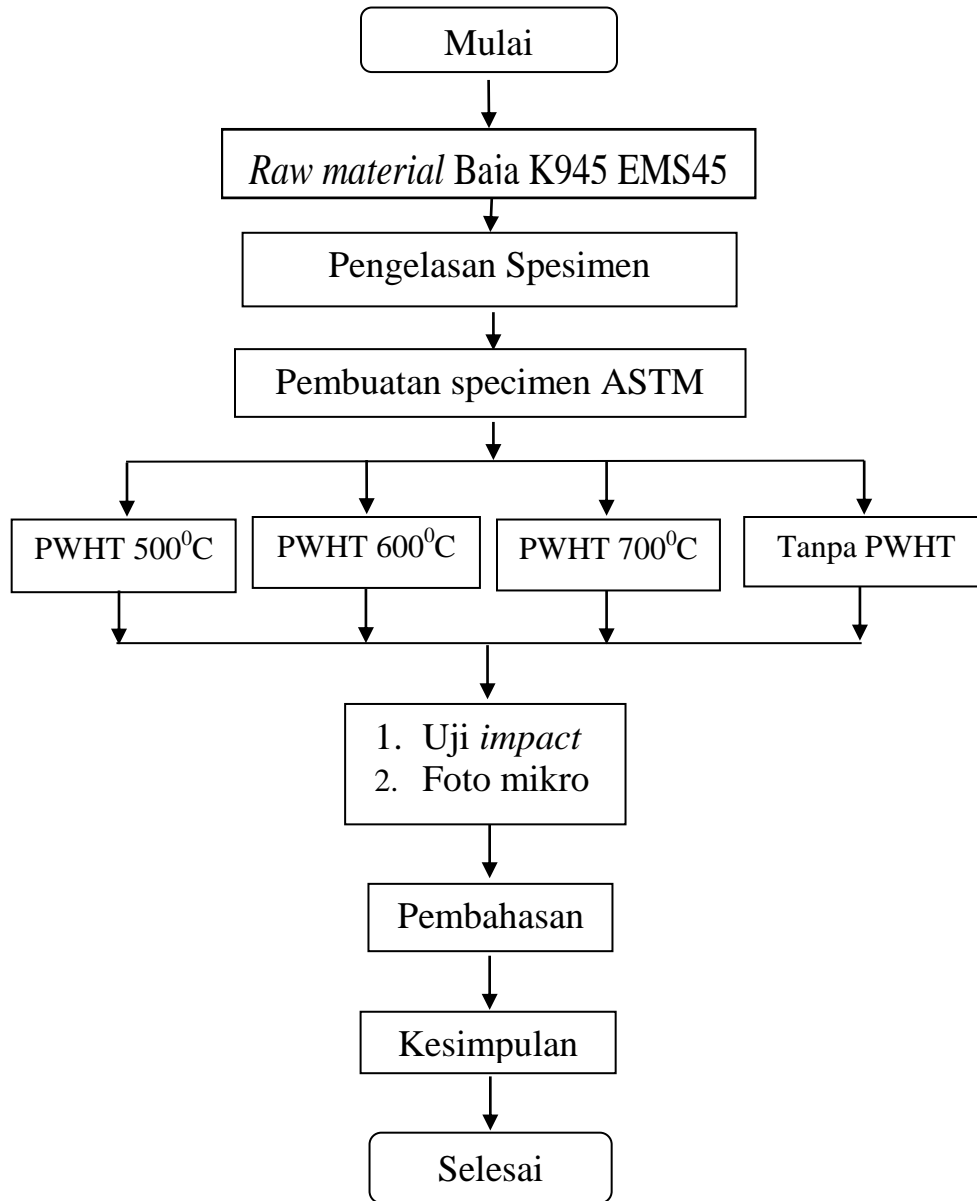 Mulai
Raw material Baja K945 EMS45
Pengelasan Spesimen
Pembuatan specimen ASTM
PWHT 500⁰C
PWHT 600⁰C
PWHT 700⁰C
Tanpa PWHT
1. Uji impact
2. Foto mikro
Pembahasan
Kesimpulan
Selesai